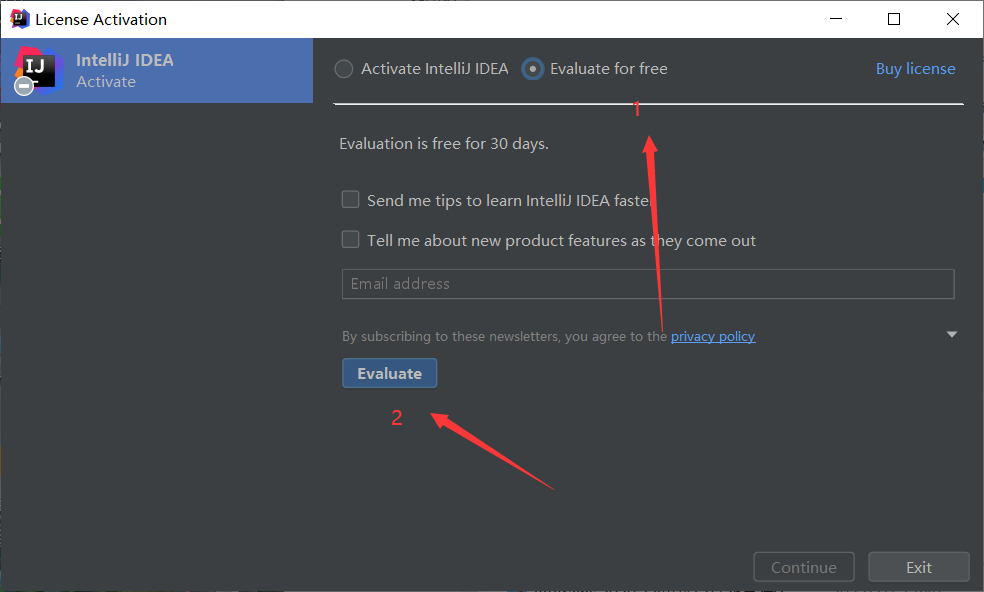 License Activation
IJ
IntelliJ IDEA
Activate
Activate IntelliJ IDEA
Evaluate for free
Buy license
1
Evaluation is free for 30 days.
Send me tips to learn IntelliJ IDEA faster
Tell me about new product features as they come out
Email address
By subscribing to these newsletters, you agree to the privacy policy
Evaluate
2
Continue
Exit